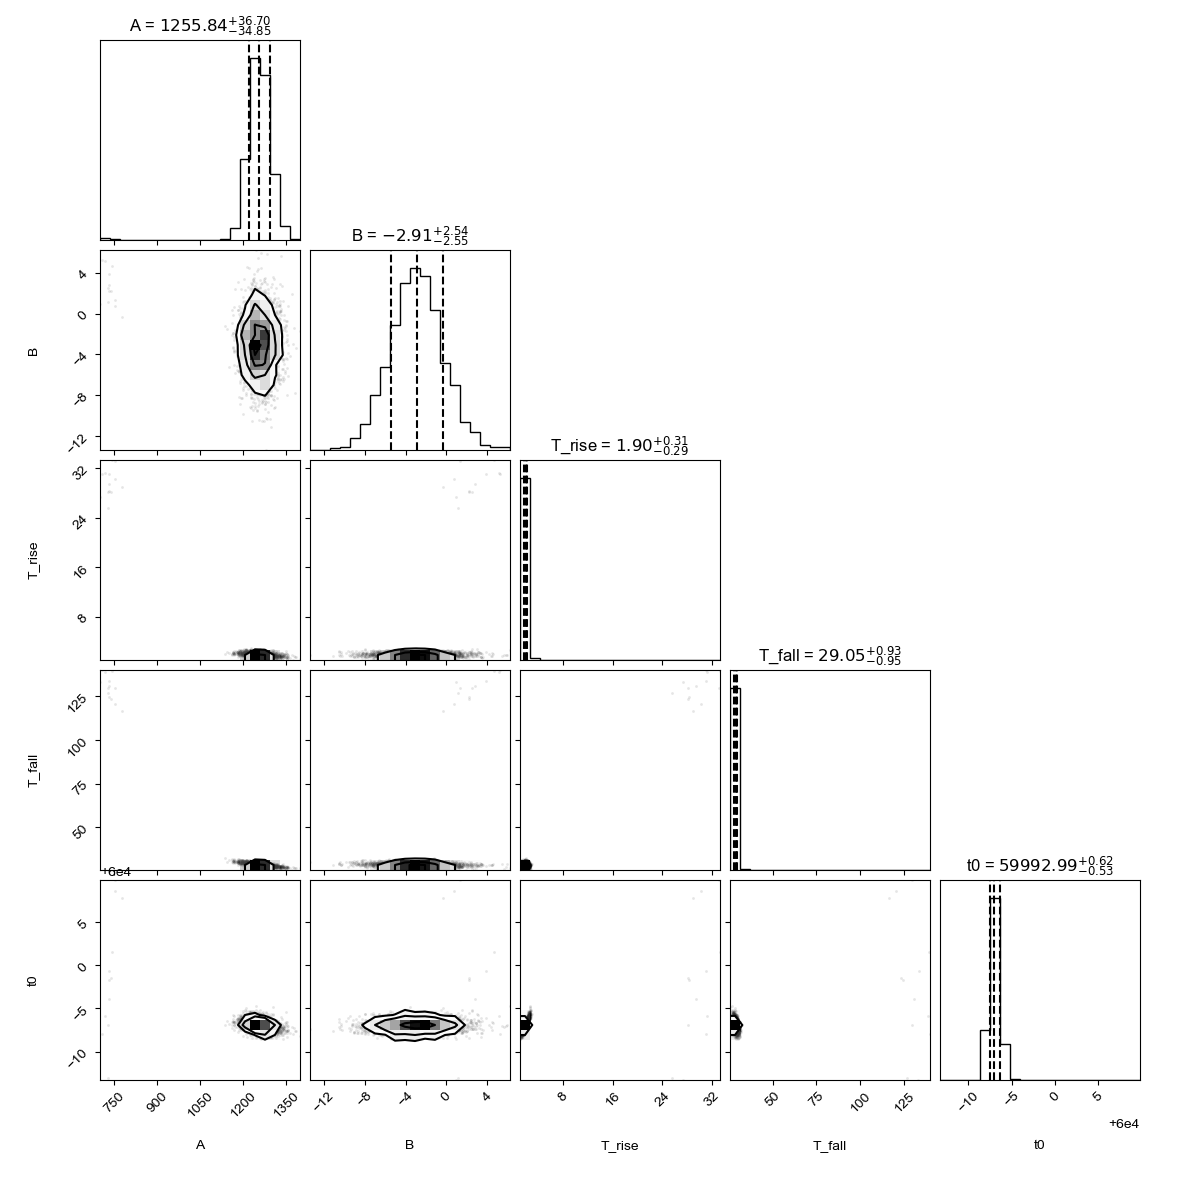 A = 1255.84+36.70−34.85
B = −2.91+2.54−2.55
4
0
−4
−8
−12
B
T_rise = 1.90+0.31−0.29
32
24
16
8
T_rise
T_fall = 29.05+0.93−0.95
125
100
75
50
T_fall
+6e4
t0 = 59992.99+0.62−0.53
5
0
−5
−10
t0
750 900 1050 1200 1350 −12 −8 −4 0 4 8 16 24 32 50 75 100 125 −10 −5 0 5
+6e4
A B T_rise T_fall t0